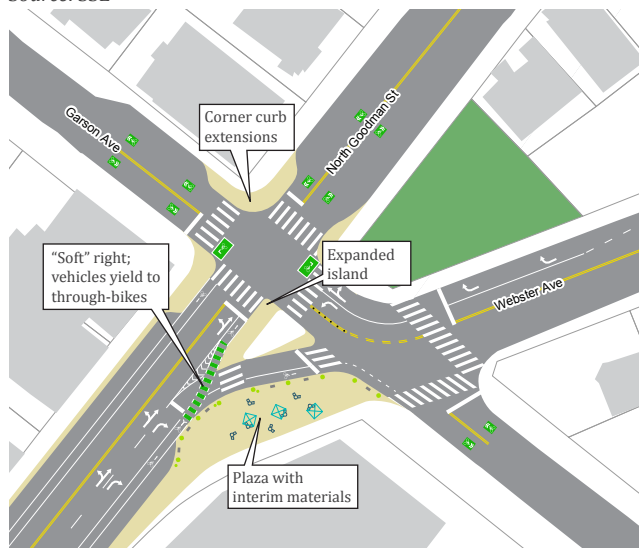 Garson Ave
North Goodman St
Corner curb
extensions
"Soft" right;
vehicles yield to
through-bikes
Expanded
island
Webster Ave
Plaza with
interim materials